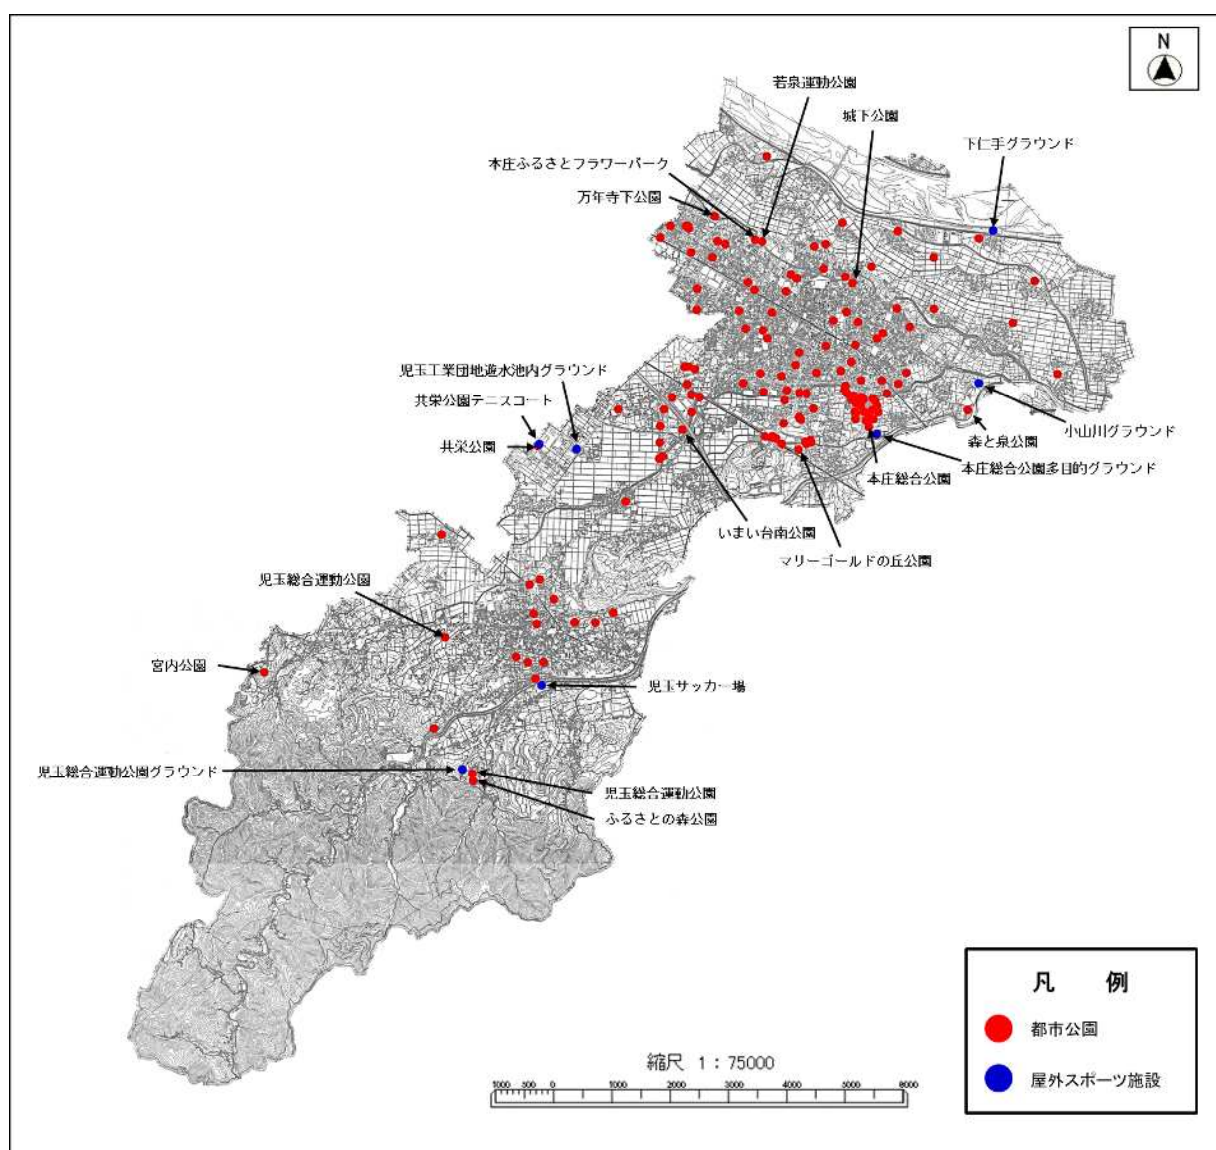 N
若泉運動公園
城下公園
下仁手グラウンド
本庄ふるさとフラワーパーク
万年寺下公園
児玉工業団地遊水池内グラウンド
共栄公園テニスコート
共栄公園
小山川グラウンド
森と泉公園
本庄総合公園多目的グラウンド
本庄総合公園
いまい台南公園
マリーゴールドの丘公園
児玉総合運動公園
宮内公園
児玉サッカー場
児玉総合運動公園グラウンド
児玉総合運動公園
ふるさとの森公園
凡 例
都市公園
屋外スポーツ施設
縮尺 1：75000
1000 500 0 1000 2000 3000 4000 5000 6000